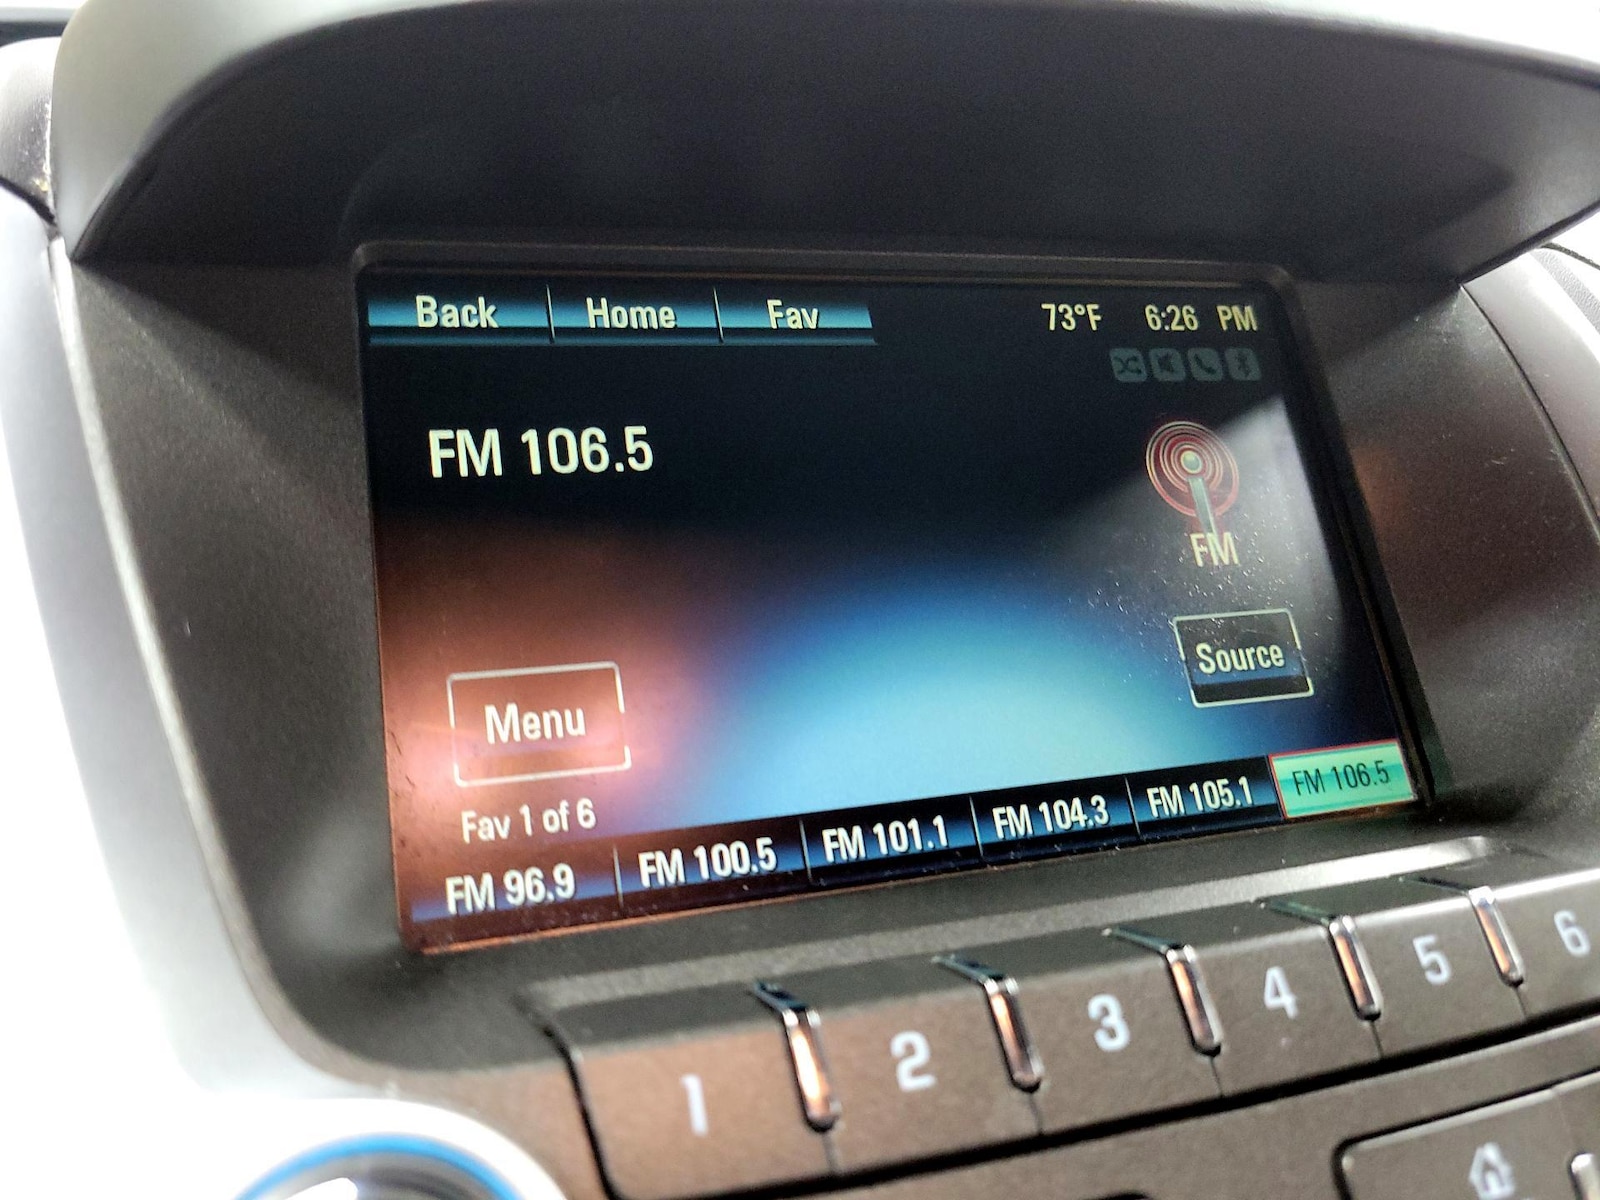 Back Home Fav 73°F 6:26 PM
FM 106.5
FM
Source
Menu
Fav 1 of 6
FM 96.9 FM 100.5 FM 101.1 FM 104.3 FM 105.1 FM 106.5
1 2 3 4 5 6